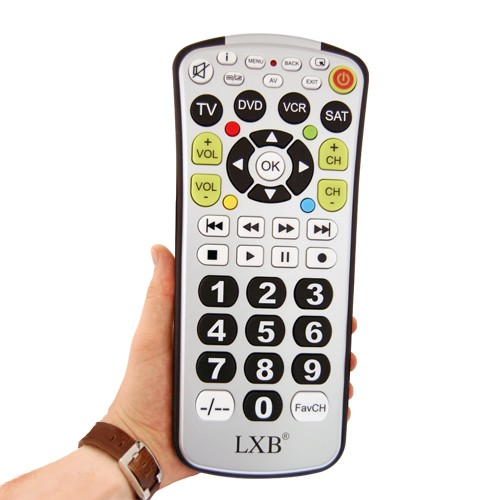 i MENU BACK
AV EXIT
TV DVD VCR SAT
+ VOL + CH
OK
VOL - CH -
1 2 3
4 5 6
7 8 9
-/-- 0 FavCH
LXB®